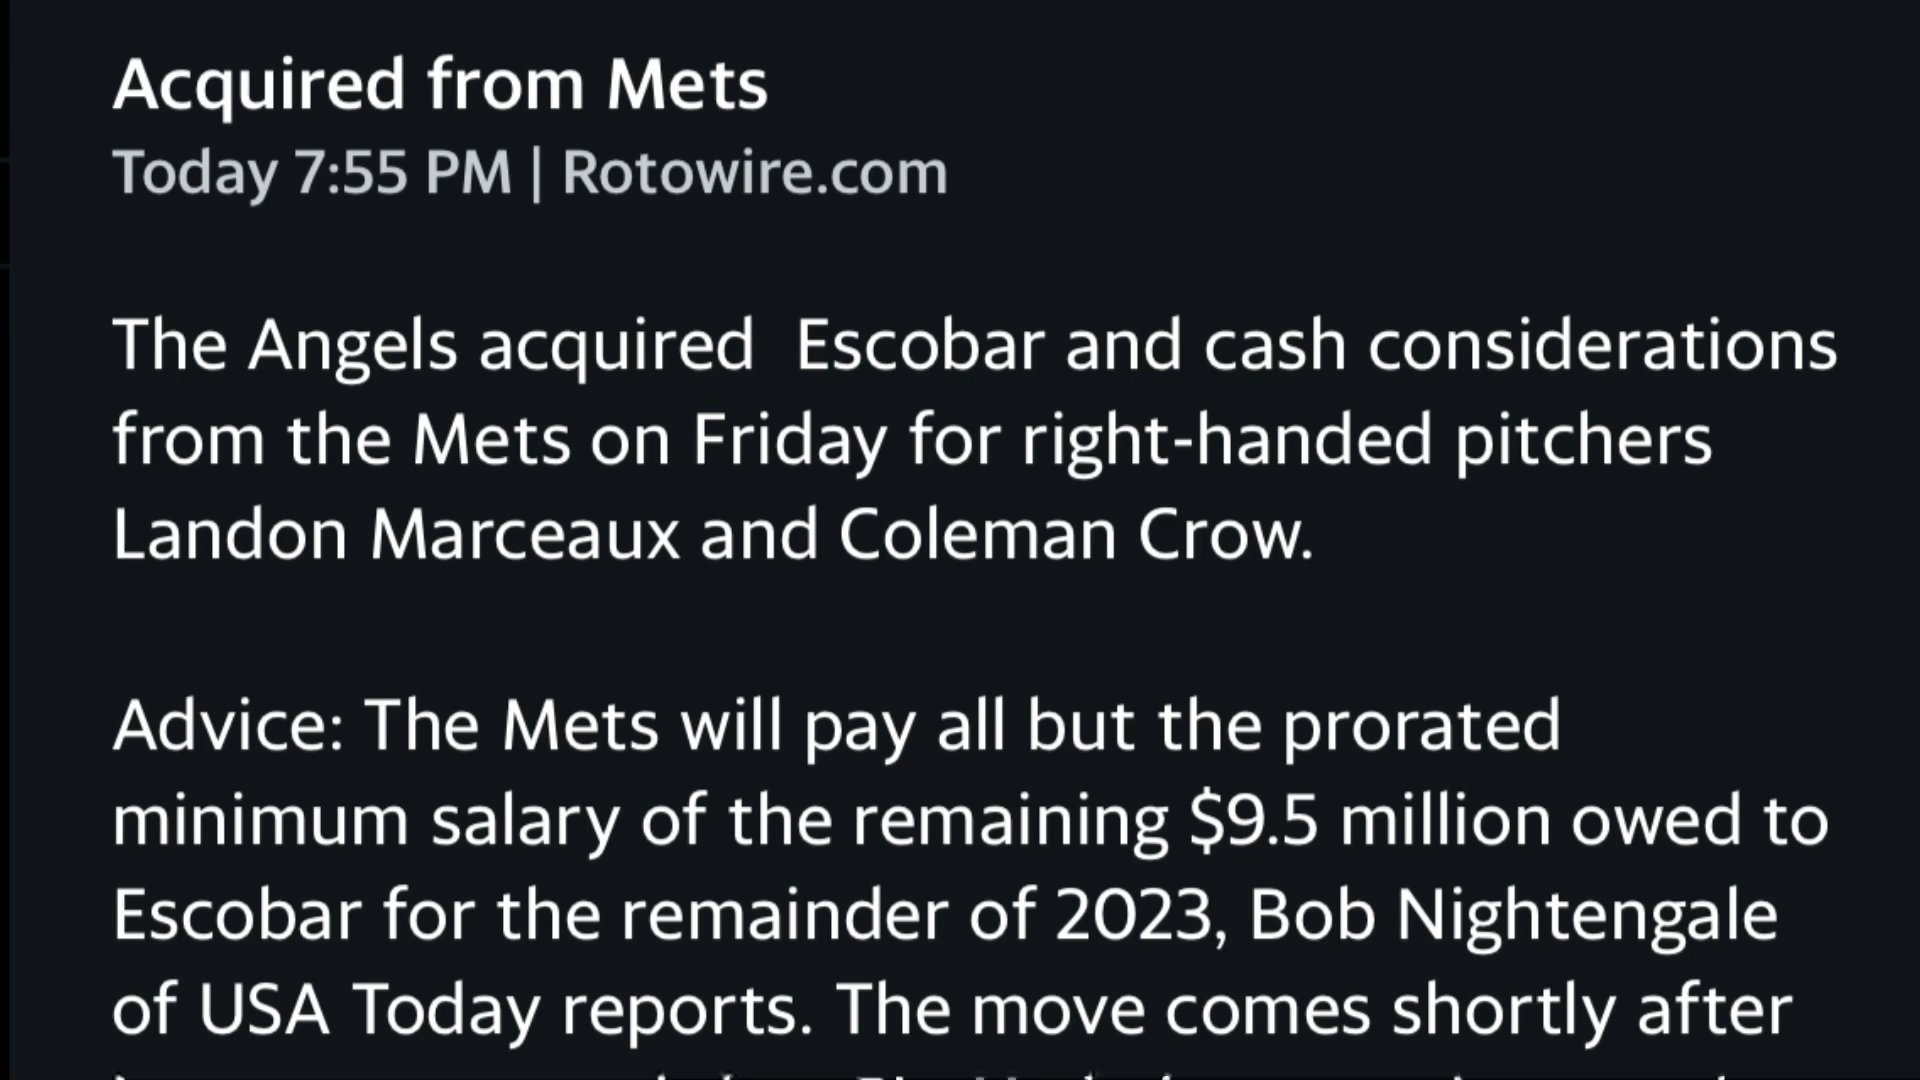 Acquired from Mets
Today 7:55 PM | Rotowire.com
The Angels acquired  Escobar and cash considerations
from the Mets on Friday for right-handed pitchers
Landon Marceaux and Coleman Crow.
Advice: The Mets will pay all but the prorated
minimum salary of the remaining $9.5 million owed to
Escobar for the remainder of 2023, Bob Nightengale
of USA Today reports. The move comes shortly after